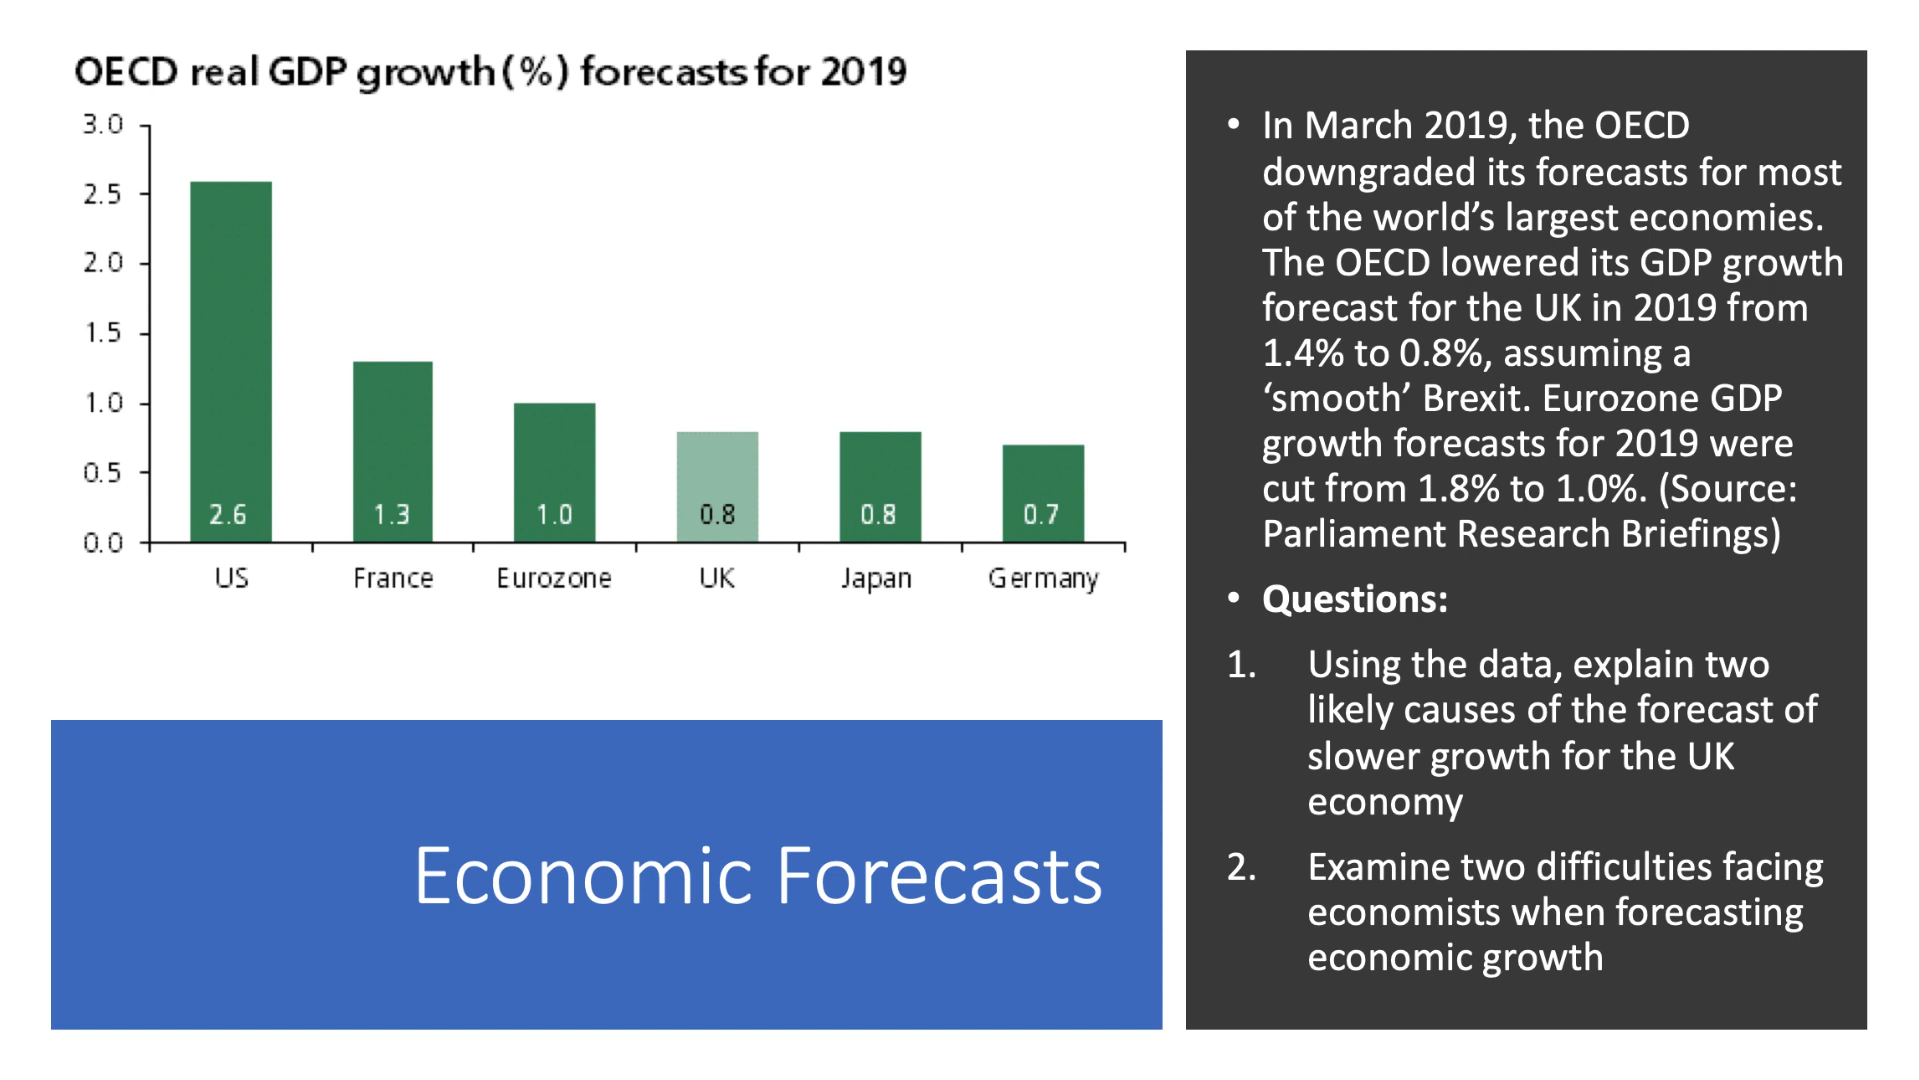 OECD real GDP growth (%) forecasts for 2019
3.0
2.5
2.0
1.5
1.0
0.5
0.0
2.6
1.3
1.0
0.8
0.8
0.7
US
France
Eurozone
UK
Japan
Germany
Economic Forecasts
• In March 2019, the OECD
downgraded its forecasts for most
of the world’s largest economies.
The OECD lowered its GDP growth
forecast for the UK in 2019 from
1.4% to 0.8%, assuming a
‘smooth’ Brexit. Eurozone GDP
growth forecasts for 2019 were
cut from 1.8% to 1.0%. (Source:
Parliament Research Briefings)
• Questions:
1. Using the data, explain two
likely causes of the forecast of
slower growth for the UK
economy
2. Examine two difficulties facing
economists when forecasting
economic growth